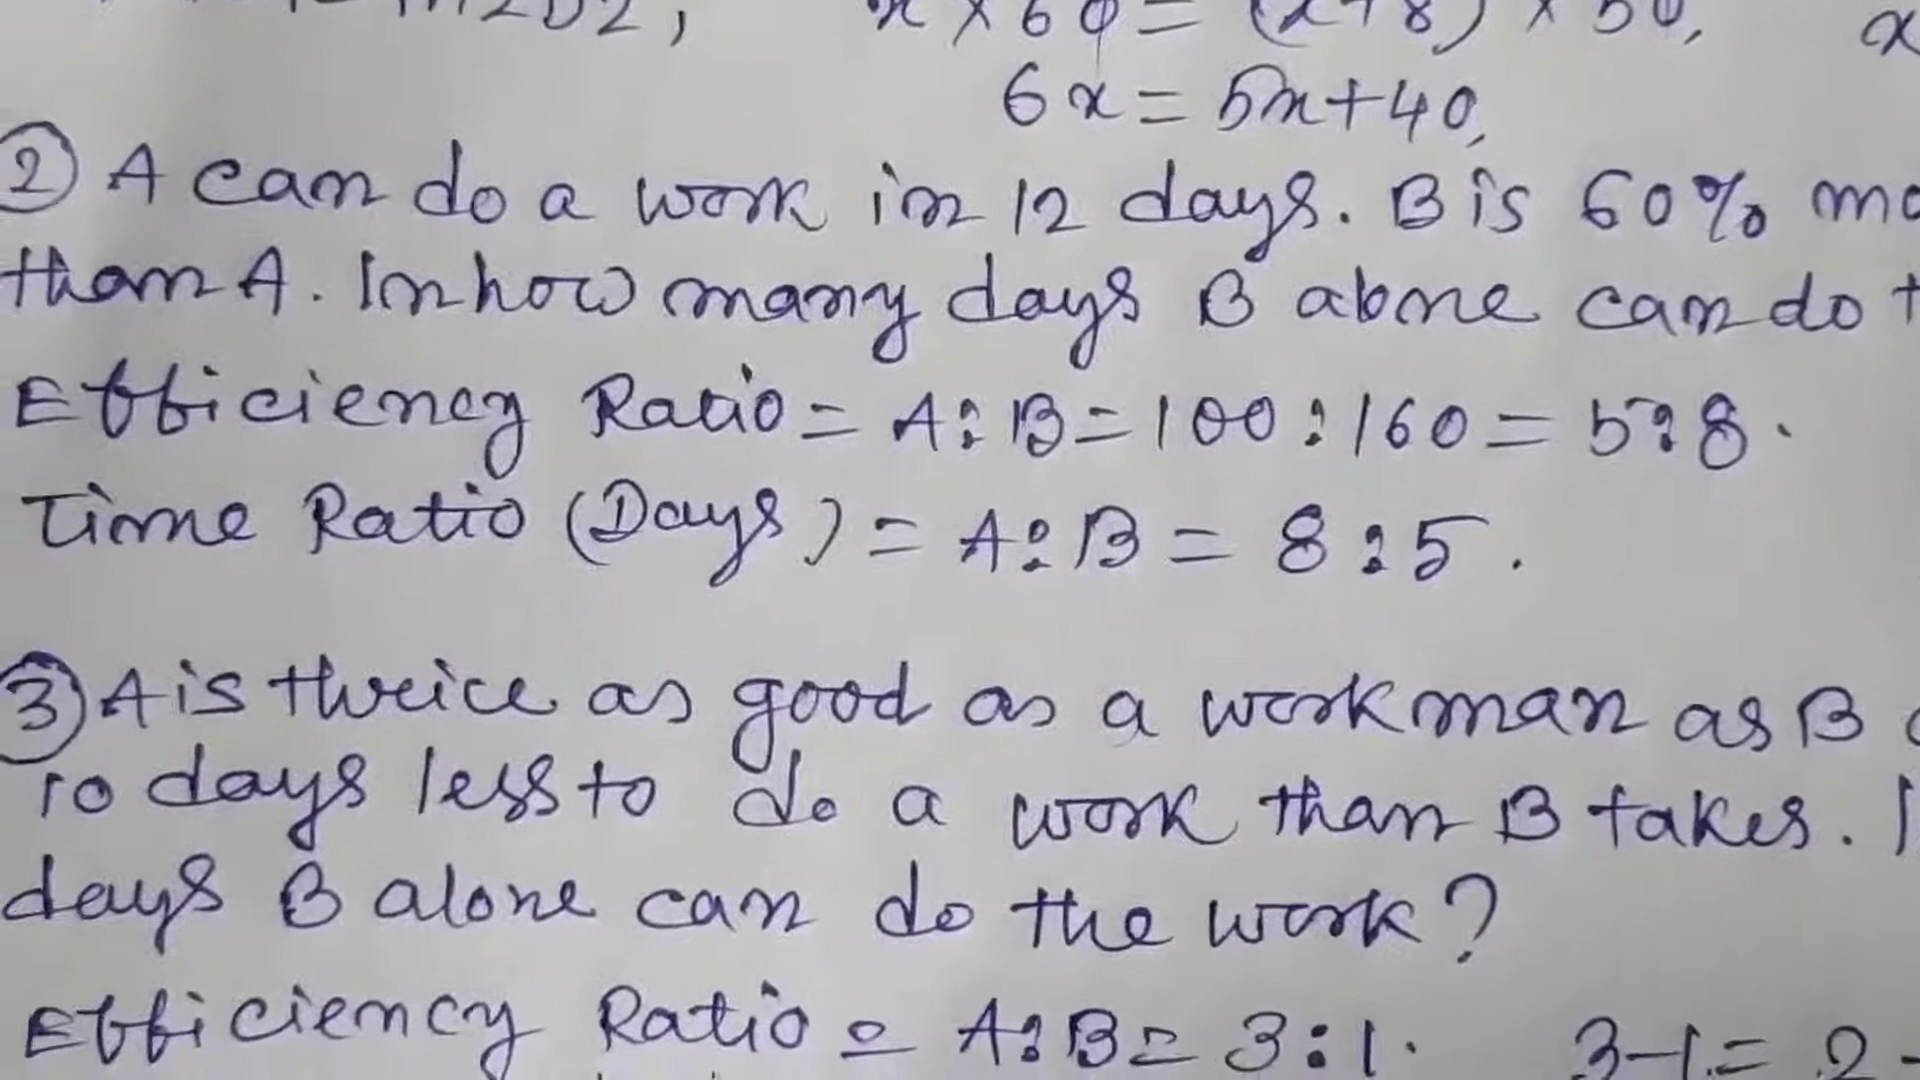 x × 60 = (x+8) × 50, x
6x = 5x+40,
② A can do a work in 12 days. B is 60%
than A. In how many days B alone can do
Efficiency Ratio = A:B = 100:160 = 5:8.
Time Ratio (Days) = A:B = 8:5.
③ A is thrice as good as a workman as B
10 days less to do a work than B takes.
days B alone can do the work?
Efficiency Ratio = A:B = 3:1. 3-1 = 2